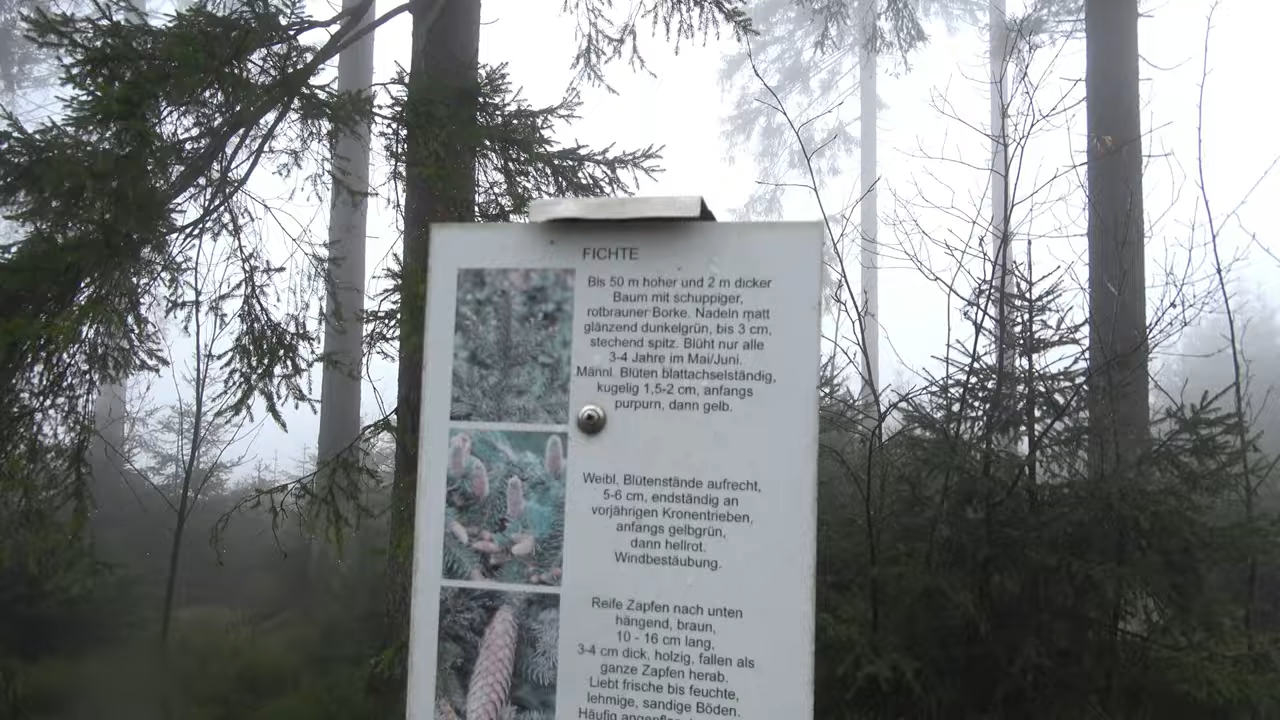 FICHTE
Bis 50 m hoher und 2 m dicker
Baum mit schuppiger,
rotbrauner Borke. Nadeln matt
glänzend dunkelgrün, bis 3 cm,
stechend spitz. Blüht nur alle
3-4 Jahre im Mai/Juni.
Männl. Blüten blattachselständig,
kugelig 1,5-2 cm, anfangs
purpurn, dann gelb.
Weibl. Blütenstände aufrecht,
5-6 cm, endständig an
vorjährigen Kronentrieben,
anfangs gelbgrün,
dann hellrot.
Windbestäubung.
Reife Zapfen nach unten
hängend, braun,
10 - 16 cm lang,
3-4 cm dick, holzig, fallen als
ganze Zapfen herab.
Liebt frische bis feuchte,
lehmige, sandige Böden.
Häufig